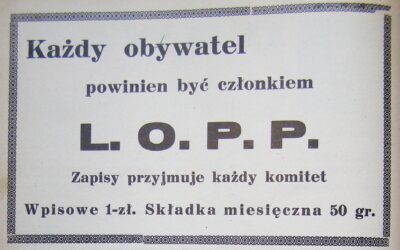 Każdy obywatel
powinien być członkiem
L. O. P. P.
Zapisy przyjmuje każdy komitet
Wpisowe 1-zł. Składka miesięczna 50 gr.